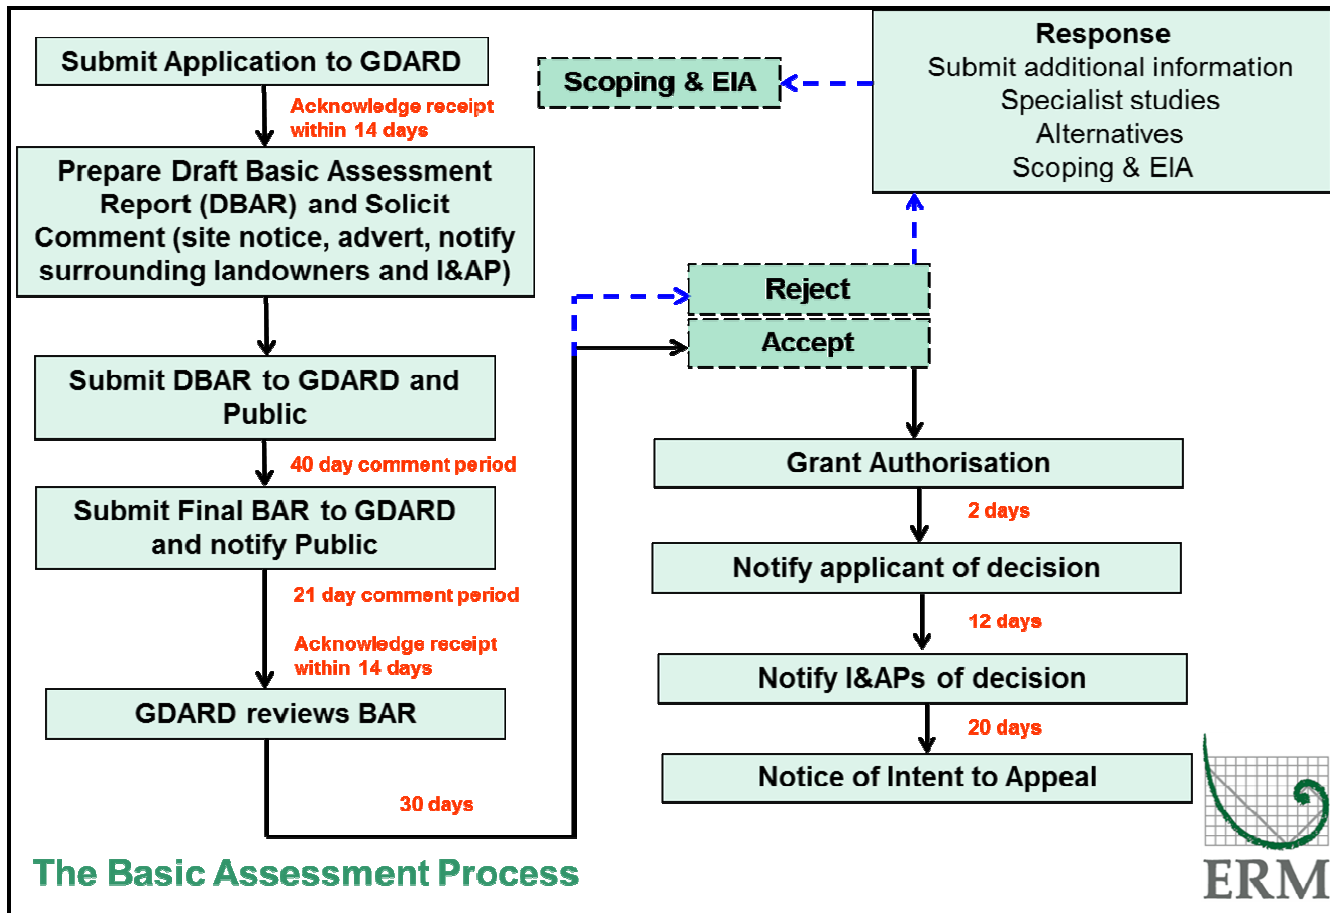 Submit Application to GDARD
Acknowledge receipt
within 14 days
Prepare Draft Basic Assessment
Report (DBAR) and Solicit
Comment (site notice, advert, notify
surrounding landowners and I&AP)
Submit DBAR to GDARD and
Public
40 day comment period
Submit Final BAR to GDARD
and notify Public
21 day comment period
Acknowledge receipt
within 14 days
GDARD reviews BAR
30 days
Scoping & EIA
Response
Submit additional information
Specialist studies
Alternatives
Scoping & EIA
Reject
Accept
Grant Authorisation
2 days
Notify applicant of decision
12 days
Notify I&APs of decision
20 days
Notice of Intent to Appeal
The Basic Assessment Process
ERM